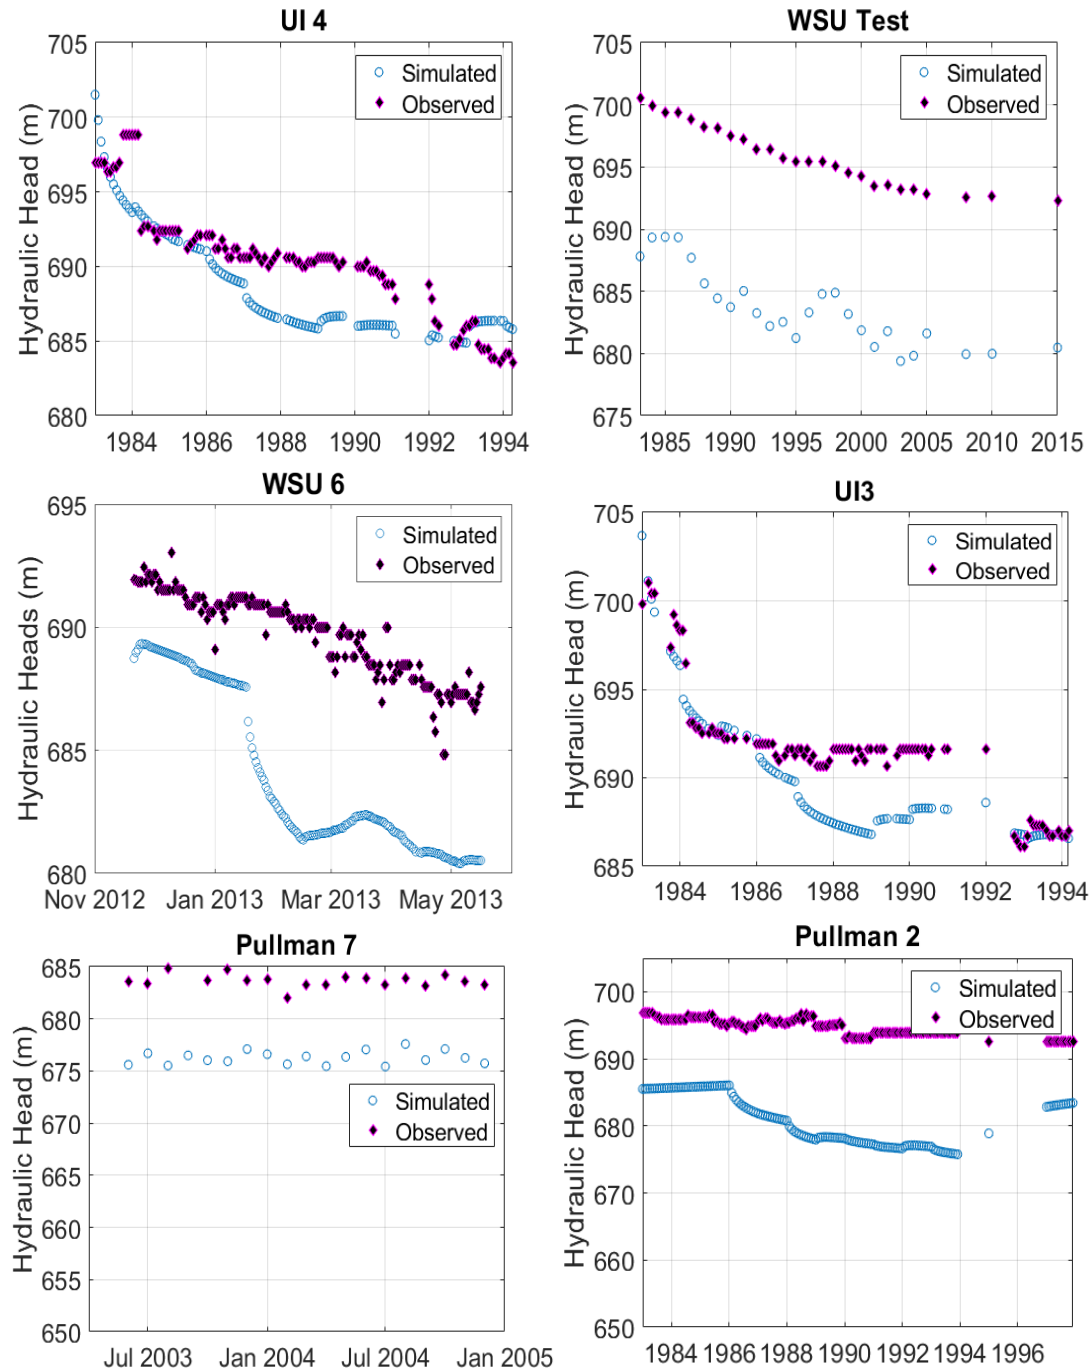 UI 4
705
700
695
690
685
680
Hydraulic Head (m)
Simulated
Observed
1984 1986 1988 1990 1992 1994
WSU Test
705
700
695
690
685
680
675
Hydraulic Head (m)
Simulated
Observed
1985 1990 1995 2000 2005 2010 2015
WSU 6
695
690
685
680
Hydraulic Heads (m)
Simulated
Observed
Nov 2012 Jan 2013 Mar 2013 May 2013
UI3
705
700
695
690
685
Hydraulic Head (m)
Simulated
Observed
1984 1986 1988 1990 1992 1994
Pullman 7
685
680
675
670
665
660
655
650
Hydraulic Head (m)
Simulated
Observed
Jul 2003 Jan 2004 Jul 2004 Jan 2005
Pullman 2
700
690
680
670
660
650
Hydraulic Head (m)
Simulated
Observed
1984 1986 1988 1990 1992 1994 1996